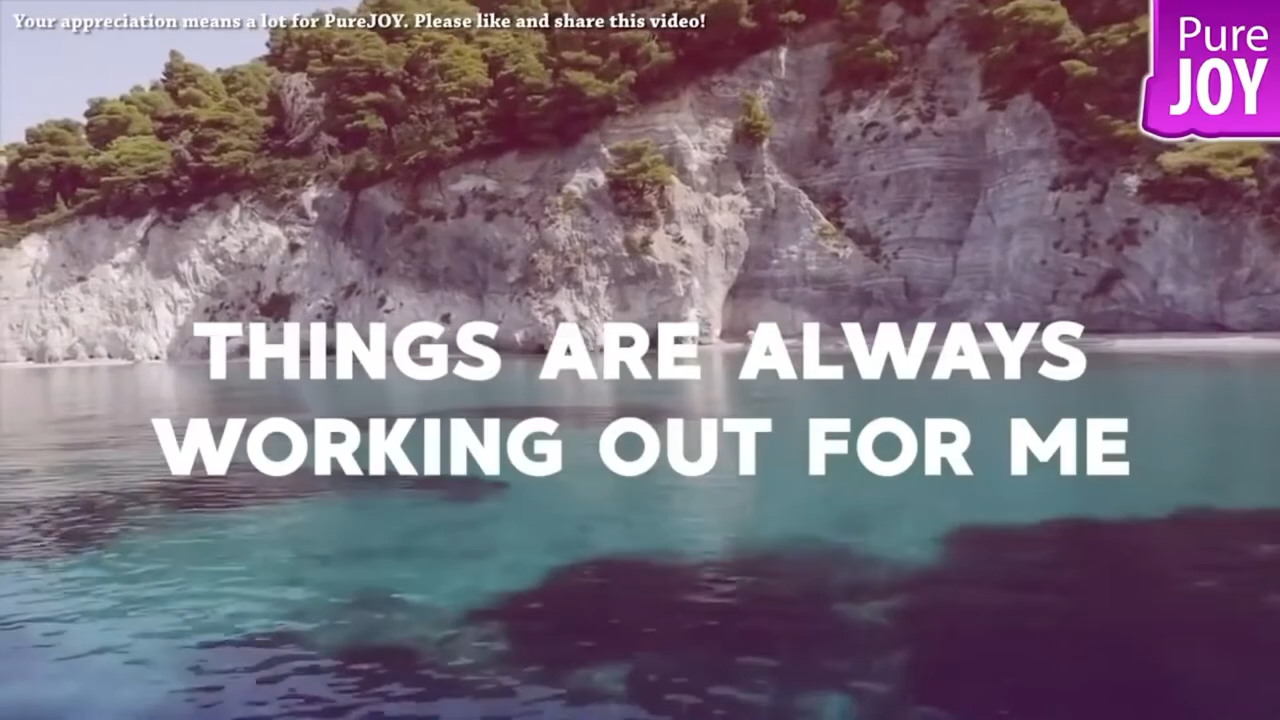 Your appreciation means a lot for PureJOY. Please like and share this video!
Pure
JOY
THINGS ARE ALWAYS
WORKING OUT FOR ME